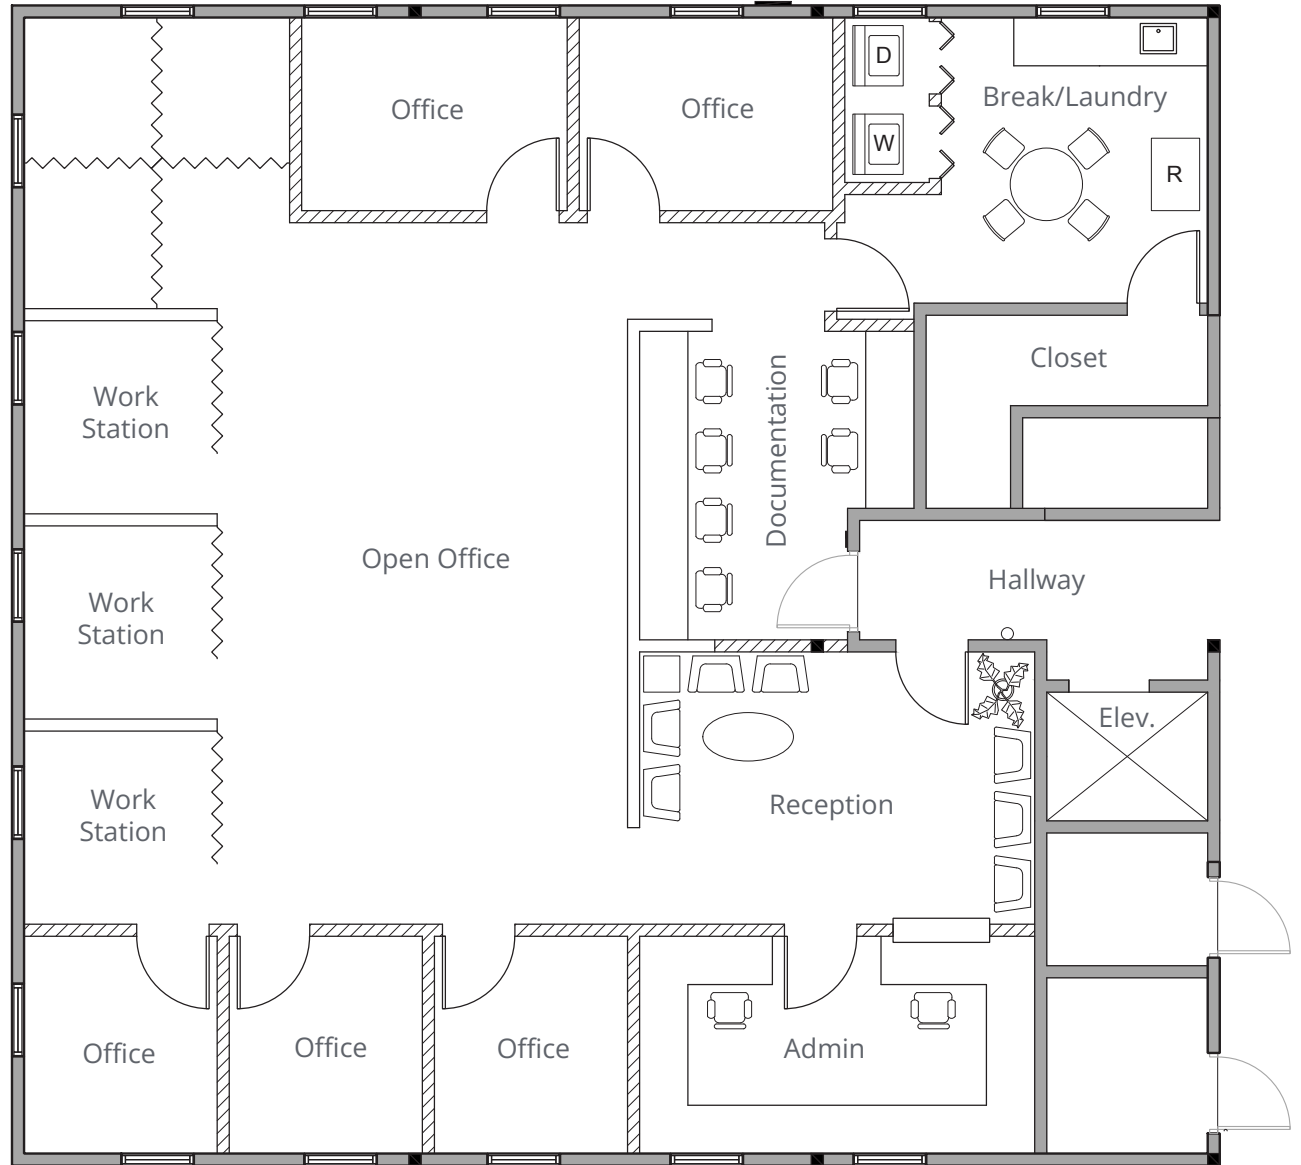 D
Office
Office
Break/Laundry
W
R
Closet
Work
Station
Documentation
Open Office
Hallway
Work
Station
Elev.
Work
Station
Reception
Office
Office
Office
Admin